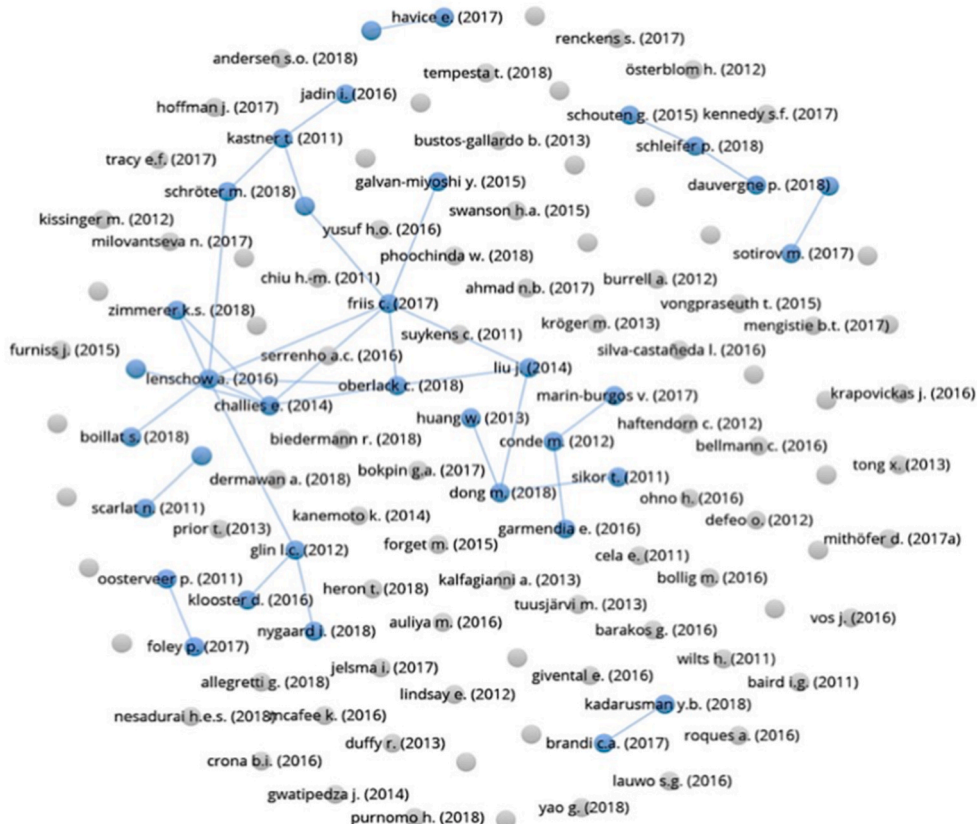 havice e. (2017)
renckens s. (2017)
andersen s.o. (2018)
tempesta t. (2018)
österblom h. (2012)
jadin i. (2016)
hoffman j. (2017)
schouten g. (2015)
kennedy s.f. (2017)
kastner t. (2011)
bustos-gallardo b. (2013)
schleifer p. (2018)
tracy e.f. (2017)
galvan-miyoshi y. (2015)
dauvergne p. (2018)
schröter m. (2018)
swanson h.a. (2015)
kissinger m. (2012)
yusuf h.o. (2016)
milovantseva n. (2017)
phoochinda w. (2018)
sotirov m. (2017)
chiu h.-m. (2011)
ahmad n.b. (2017)
burrell a. (2012)
zimmerer k.s. (2018)
friis c. (2017)
vongpraseuth t. (2015)
suykens c. (2011)
kröger m. (2013)
mengistie b.t. (2017)
furniss j. (2015)
serrenho a.c. (2016)
silva-castañeda l. (2016)
lenschow a. (2016)
oberlack c. (2018)
liu j. (2014)
challies e. (2014)
marin-burgos v. (2017)
krapovickas j. (2016)
huang w. (2013)
haftendorn c. (2012)
boillat s. (2018)
biedermann r. (2018)
conde m. (2012)
bellmann c. (2016)
dermawan a. (2018)
bokpin g.a. (2017)
sikor t. (2011)
tong x. (2013)
dong m. (2018)
ohno h. (2016)
scarlat n. (2011)
kanemoto k. (2014)
defeo o. (2012)
prior t. (2013)
garmendia e. (2016)
mithöfer d. (2017a)
glin l.c. (2012)
forget m. (2015)
cela e. (2011)
oosterveer p. (2011)
kalfagianni a. (2013)
bollig m. (2016)
klooster d. (2016)
heron t. (2018)
tuusjärvi m. (2013)
vos j. (2016)
nygaard i. (2018)
auliya m. (2016)
barakos g. (2016)
foley p. (2017)
jelsma i. (2017)
wilts h. (2011)
allegretti g. (2018)
givental e. (2016)
baird i.g. (2011)
lindsay e. (2012)
kadarusman y.b. (2018)
nesadurai h.e.s. (2018)
mcafee k. (2016)
duffy r. (2013)
brandi c.a. (2017)
roques a. (2016)
crona b.i. (2016)
lauwo s.g. (2016)
gwatipedza j. (2014)
yao g. (2018)
purnomo h. (2018)